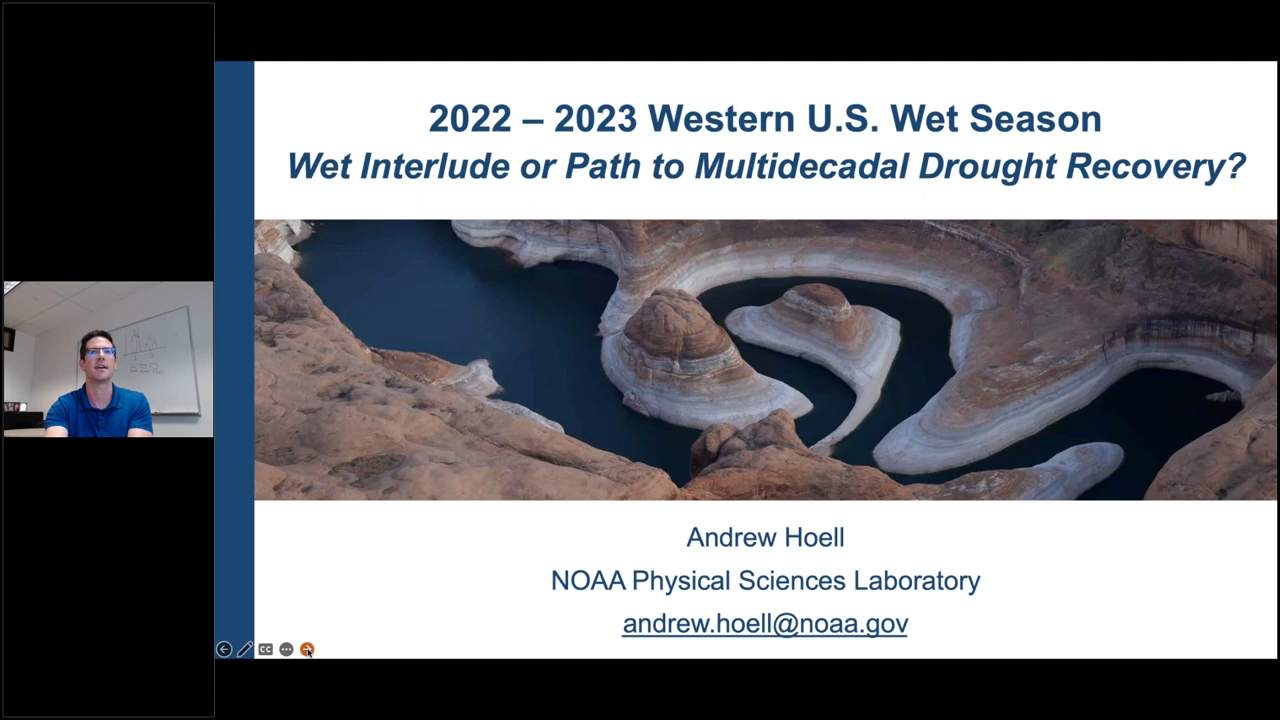 2022 – 2023 Western U.S. Wet Season
Wet Interlude or Path to Multidecadal Drought Recovery?
Andrew Hoell
NOAA Physical Sciences Laboratory
andrew.hoell@noaa.gov
CC